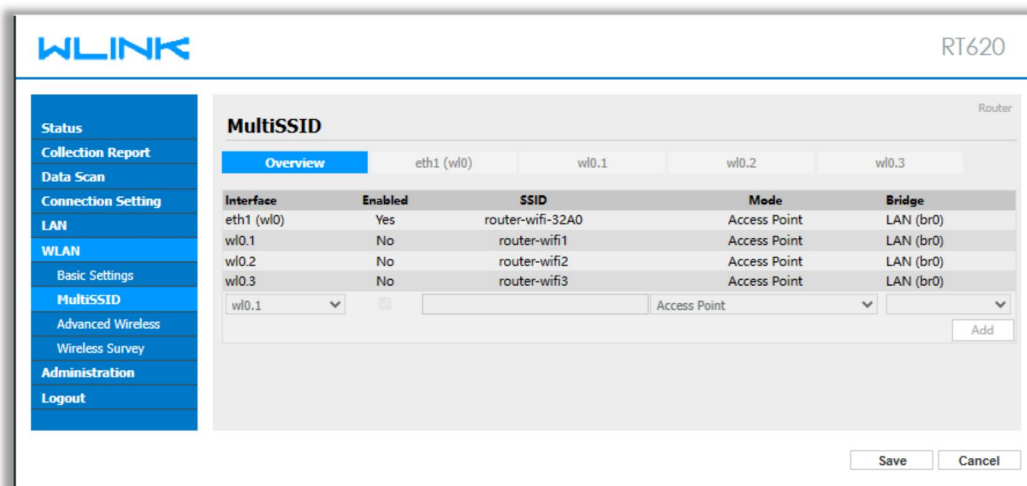 WLINK RT620
Router
Status
Collection Report
Data Scan
Connection Setting
LAN
WLAN
Basic Settings
MultiSSID
Advanced Wireless
Wireless Survey
Administration
Logout
MultiSSID
Overview eth1 (wl0) wl0.1 wl0.2 wl0.3
Interface Enabled SSID Mode Bridge
eth1 (wl0) Yes router-wifi-32A0 Access Point LAN (br0)
wl0.1 No router-wifi1 Access Point LAN (br0)
wl0.2 No router-wifi2 Access Point LAN (br0)
wl0.3 No router-wifi3 Access Point LAN (br0)
wl0.1 Access Point
Add
Save Cancel